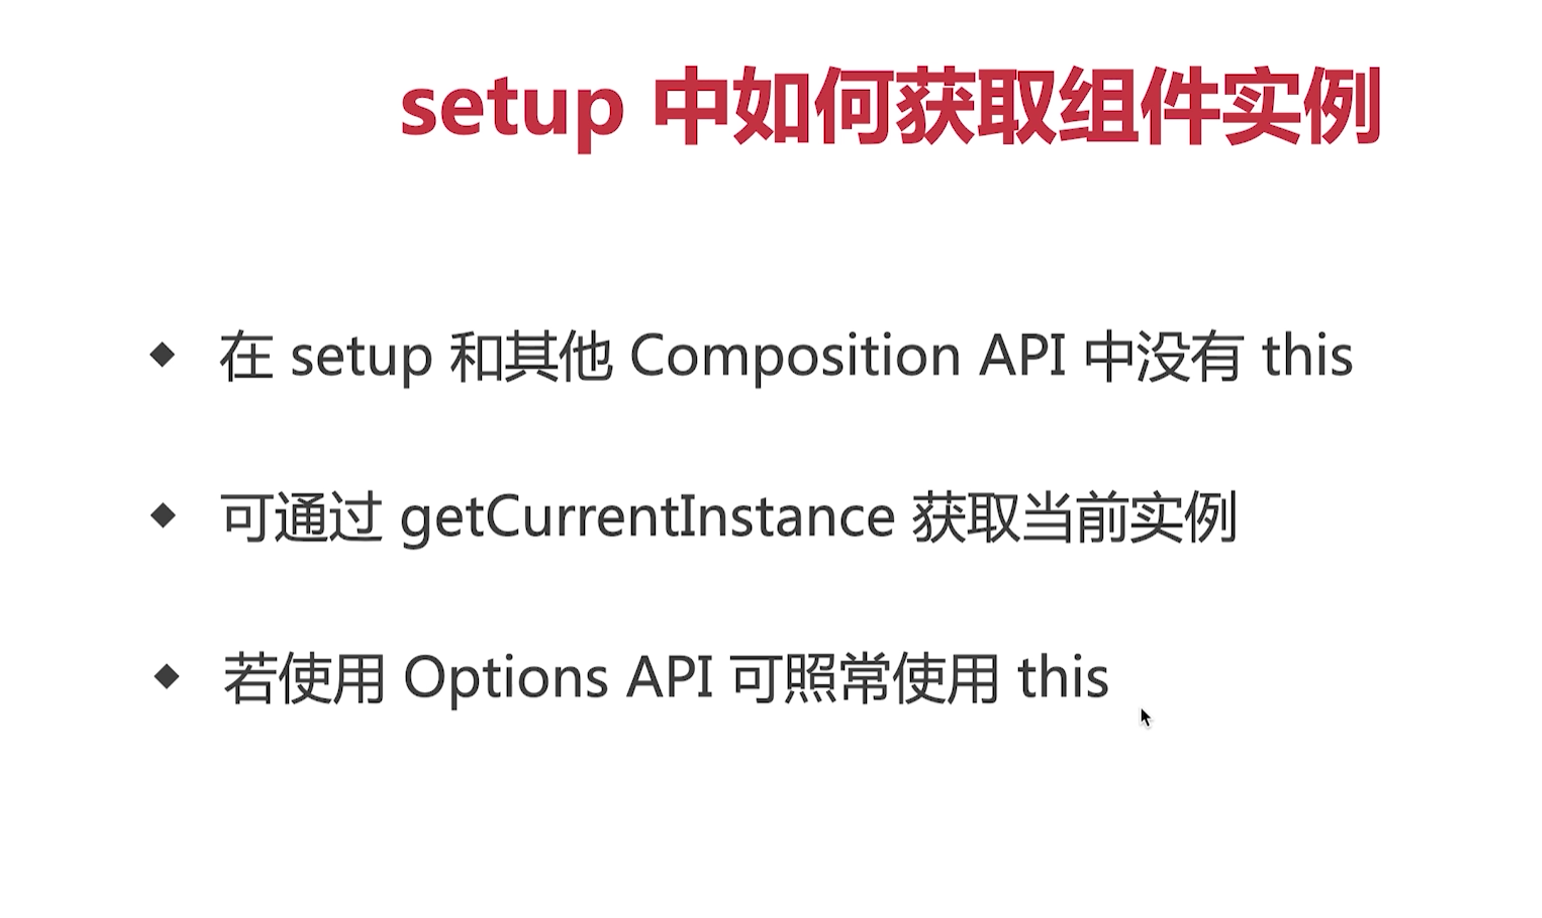 setup 中如何获取组件实例
在 setup 和其他 Composition API 中没有 this
可通过 getCurrentInstance 获取当前实例
若使用 Options API 可照常使用 this